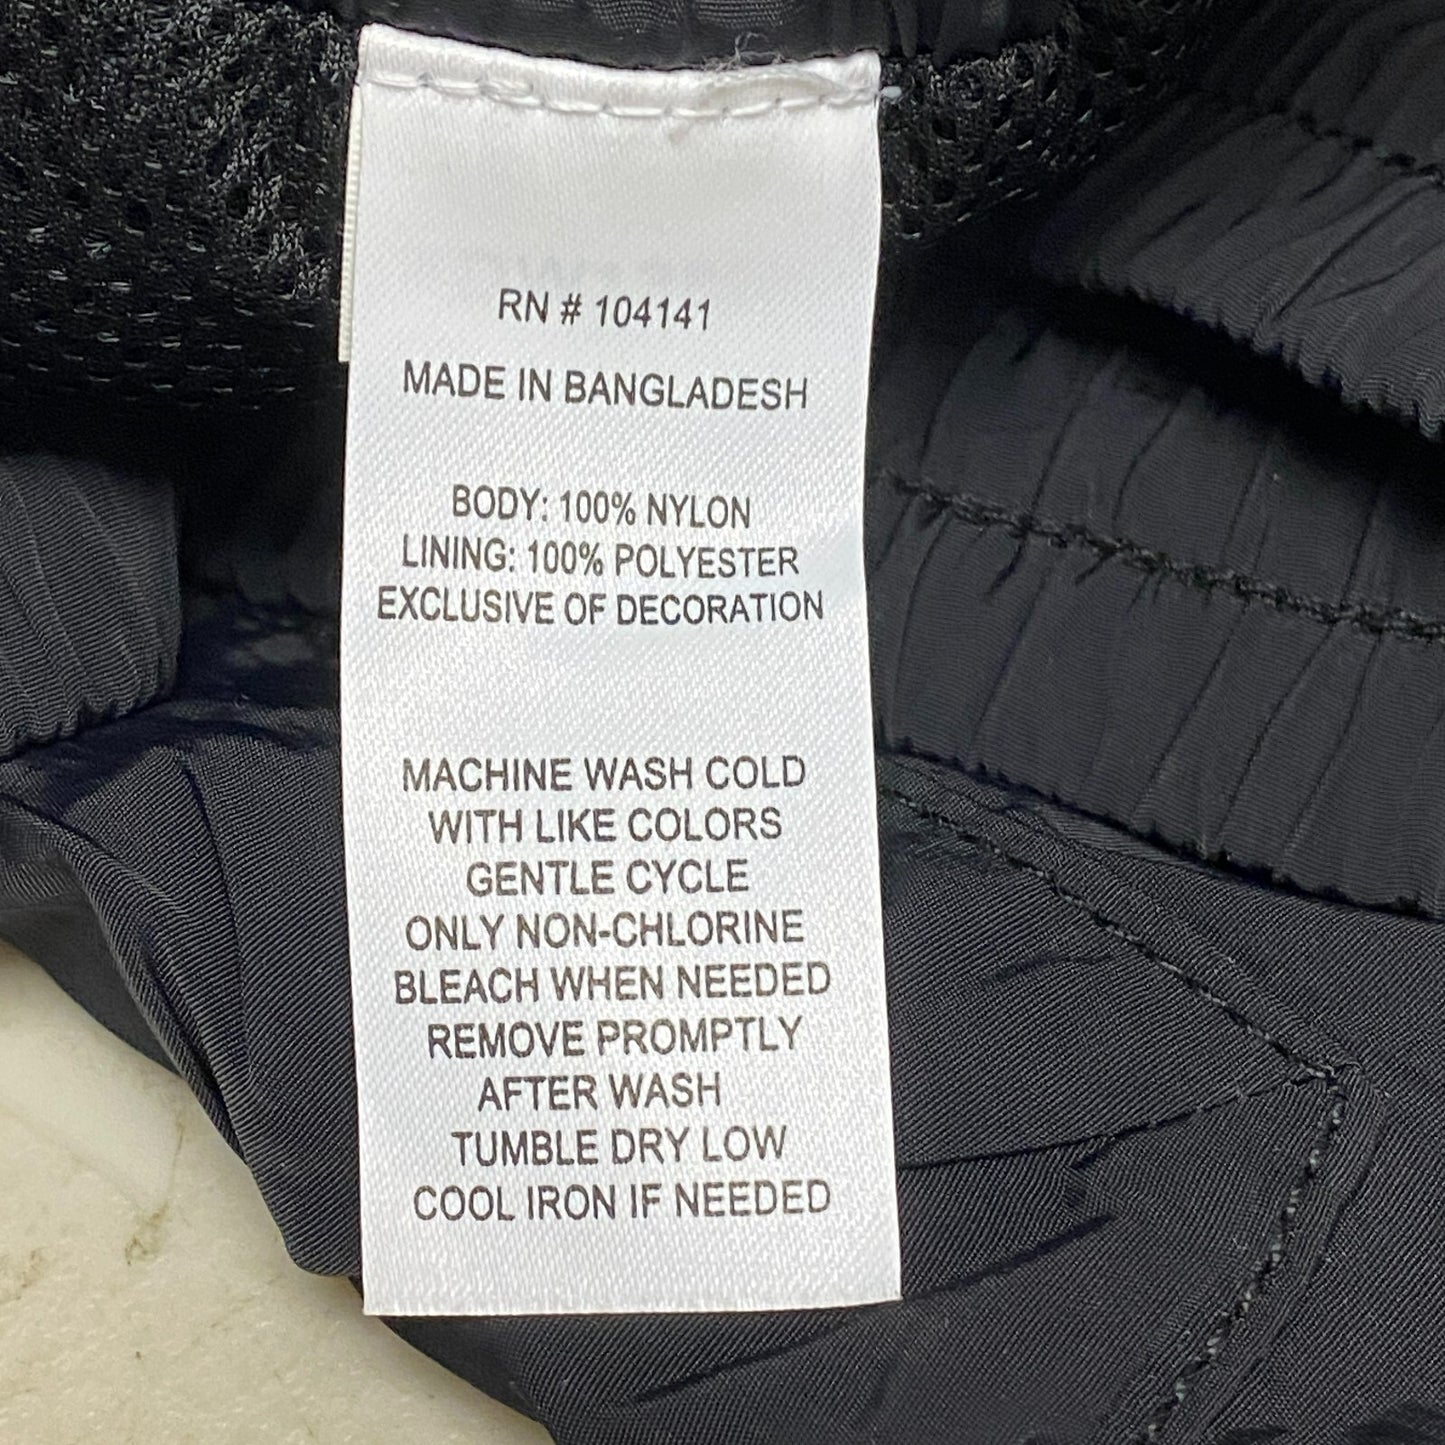 RN # 104141
MADE IN BANGLADESH
BODY: 100% NYLON
LINING: 100% POLYESTER
EXCLUSIVE OF DECORATION
MACHINE WASH COLD
WITH LIKE COLORS
GENTLE CYCLE
ONLY NON-CHLORINE
BLEACH WHEN NEEDED
REMOVE PROMPTLY
AFTER WASH
TUMBLE DRY LOW
COOL IRON IF NEEDED